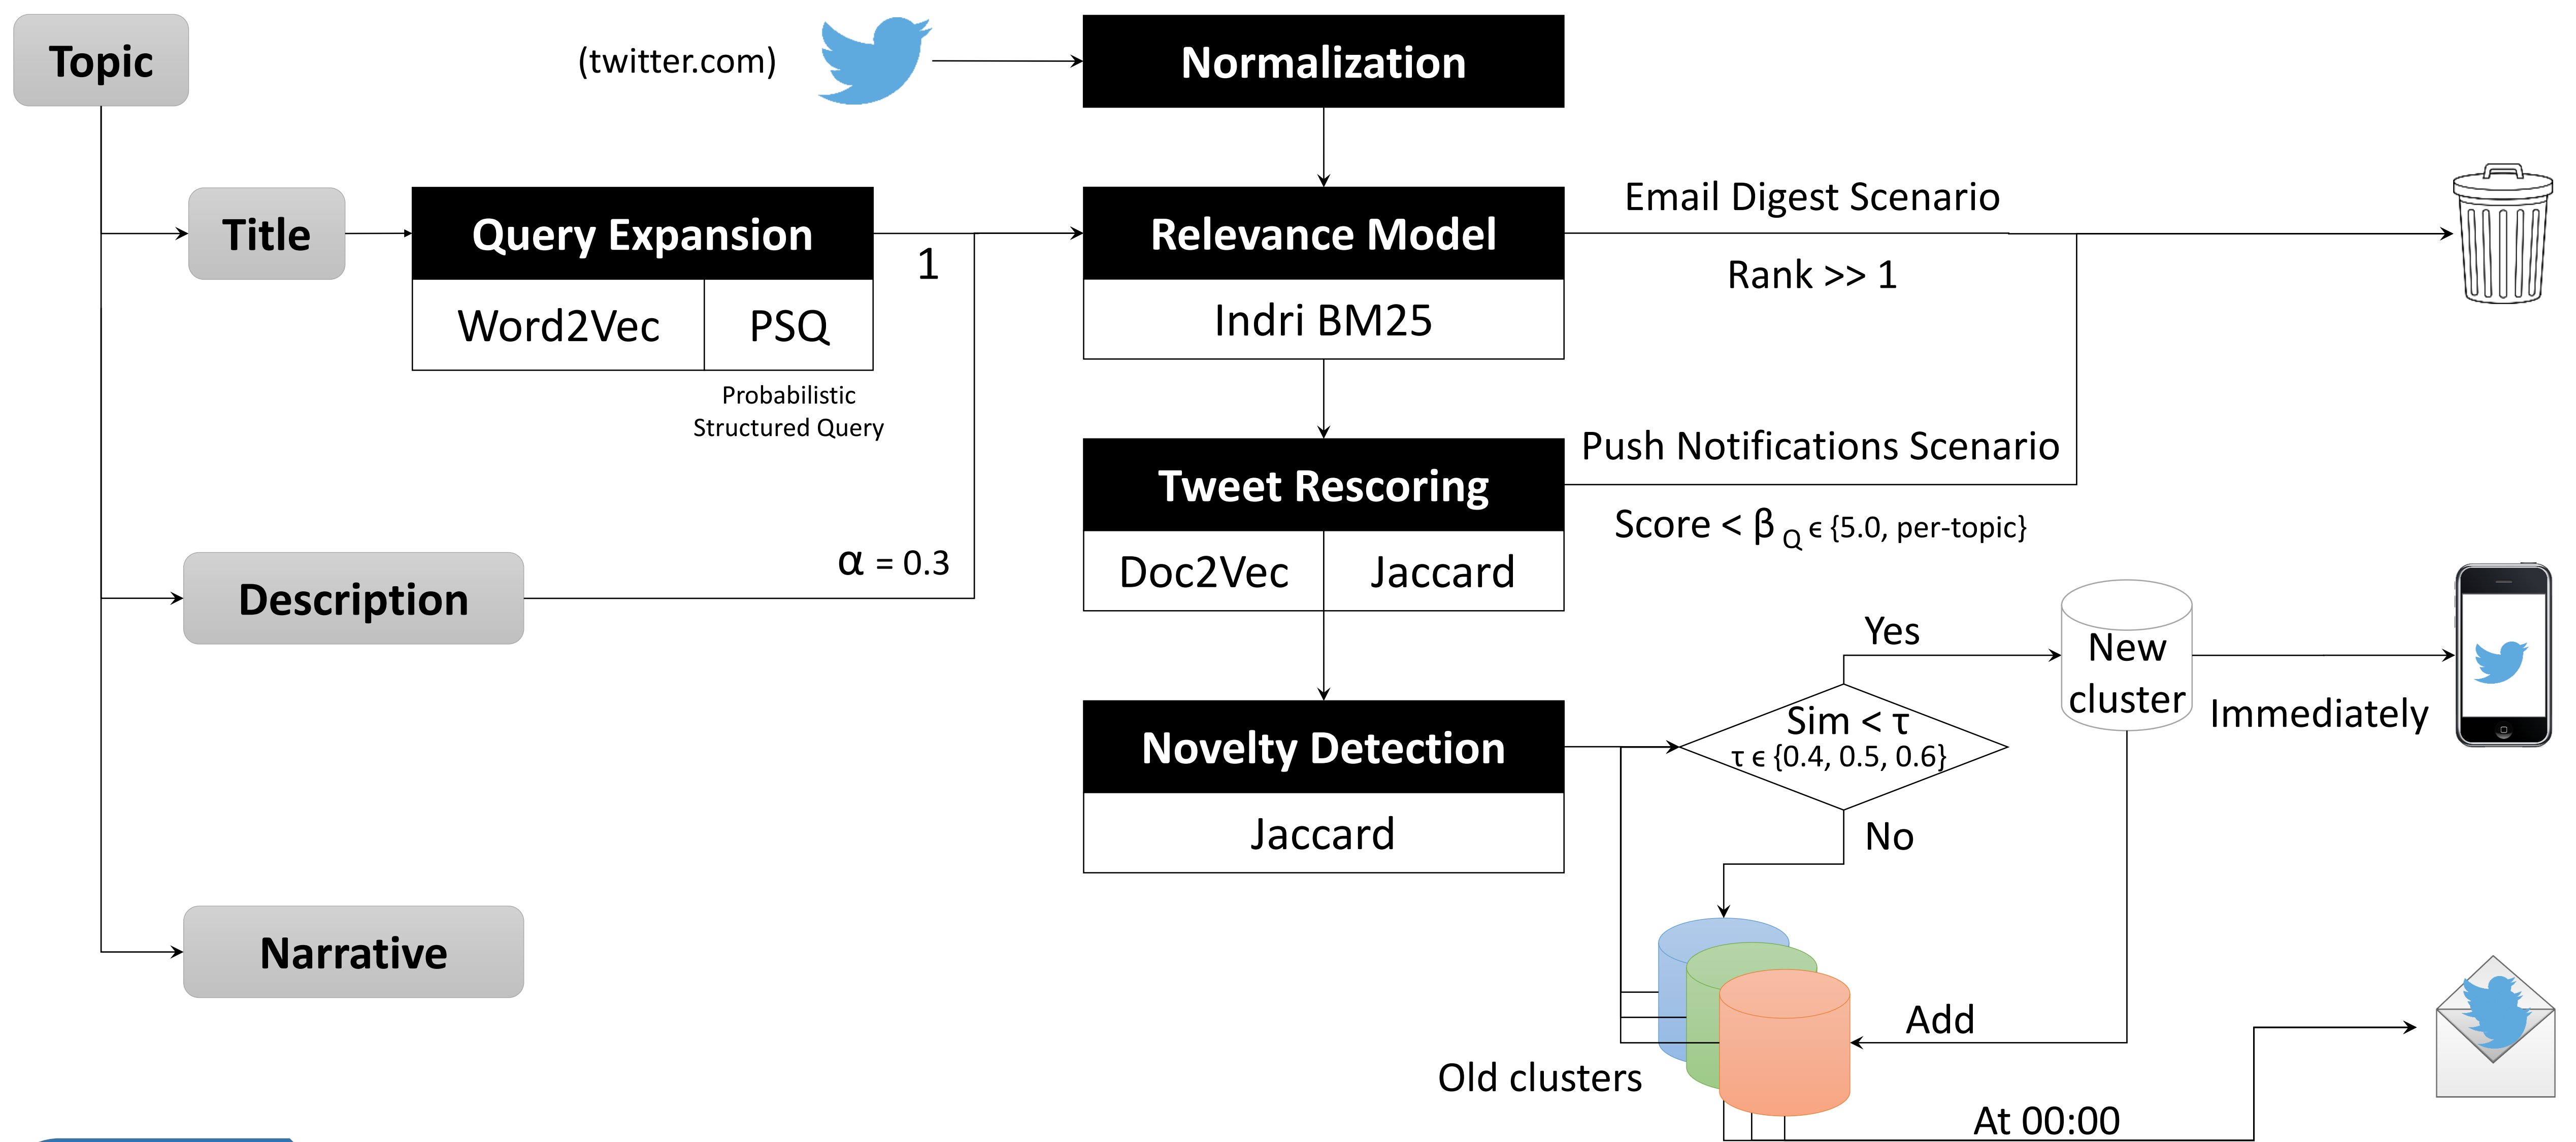 Topic
(twitter.com)
Normalization
Title
Query Expansion
Word2Vec
PSQ
Probabilistic
Structured Query
1
Relevance Model
Indri BM25
Email Digest Scenario
Rank >> 1
Tweet Rescoring
Doc2Vec
Jaccard
Push Notifications Scenario
Score < β Q ϵ {5.0, per-topic}
Description
α = 0.3
Novelty Detection
Jaccard
Sim < τ
τ ϵ {0.4, 0.5, 0.6}
Yes
No
New
cluster
Immediately
Narrative
Old clusters
Add
At 00:00